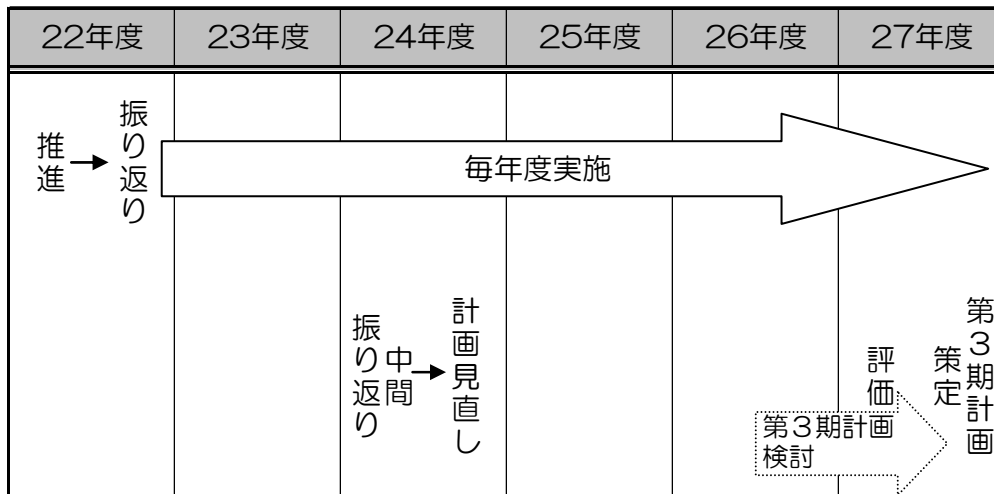 22年度
23年度
24年度
25年度
26年度
27年度
推進
振り返り
毎年度実施
中間
振り返り
計画見直し
評価
第3期計画
策定
第3期計画
検討